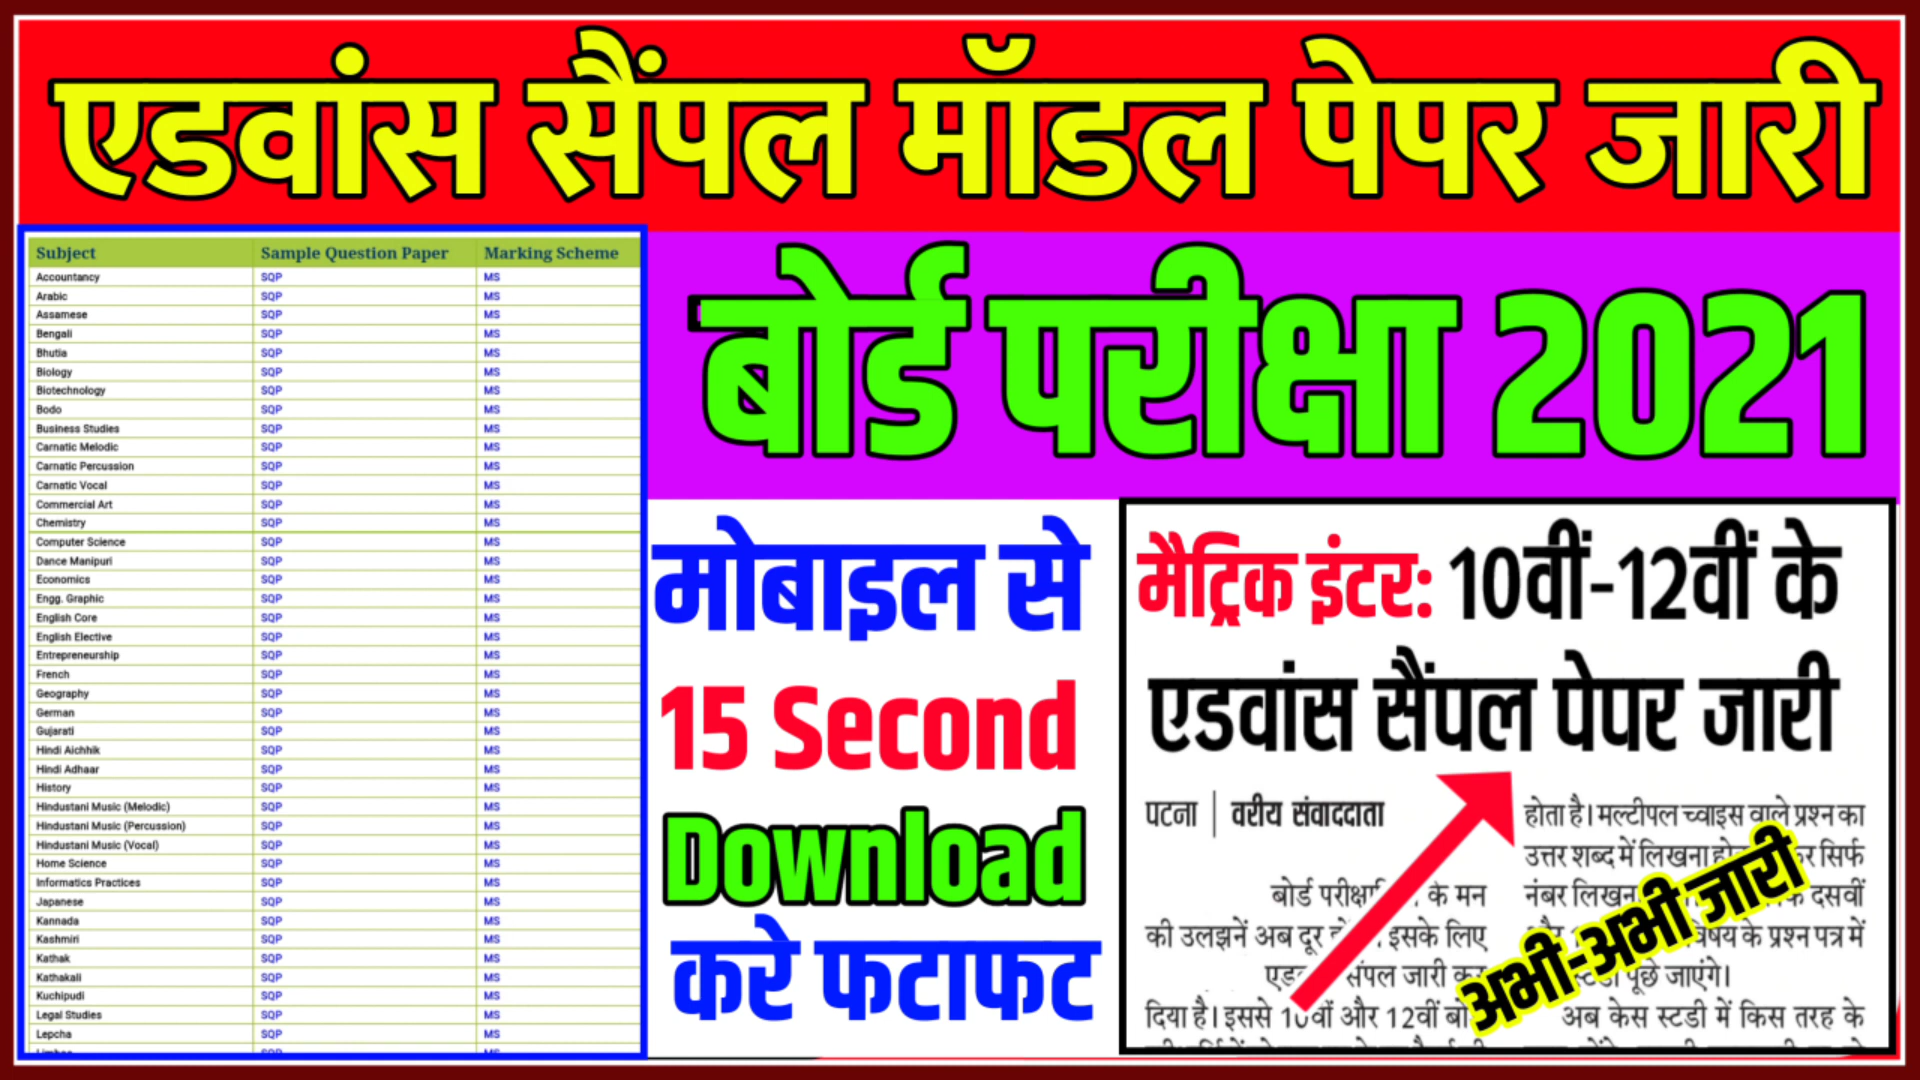 एडवांस सैंपल मॉडल पेपर जारी
Subject Sample Question Paper Marking Scheme
Accountancy SQP MS
Arabic SQP MS
Assamese SQP MS
Bengali SQP MS
Bhutia SQP MS
Biology SQP MS
Biotechnology SQP MS
Bodo SQP MS
Business Studies SQP MS
Carnatic Melodic SQP MS
Carnatic Percussion SQP MS
Carnatic Vocal SQP MS
Commercial Art SQP MS
Chemistry SQP MS
Computer Science SQP MS
Dance Manipuri SQP MS
Economics SQP MS
Engg. Graphic SQP MS
English Core SQP MS
English Elective SQP MS
Entrepreneurship SQP MS
French SQP MS
Geography SQP MS
German SQP MS
Gujarati SQP MS
Hindi Aichhik SQP MS
Hindi Adhaar SQP MS
History SQP MS
Hindustani Music (Melodic) SQP MS
Hindustani Music (Percussion) SQP MS
Hindustani Music (Vocal) SQP MS
Home Science SQP MS
Informatics Practices SQP MS
Japanese SQP MS
Kannada SQP MS
Kashmiri SQP MS
Kathak SQP MS
Kathakali SQP MS
Kuchipudi SQP MS
Legal Studies SQP MS
Lepcha SQP MS
बोर्ड परीक्षा 2021
मोबाइल से
15 Second
Download
करे फटाफट
मैट्रिक इंटर: 10वीं-12वीं के
एडवांस सैंपल पेपर जारी
पटना | वरीय संवाददाता
बोर्ड के मन
की उलझनें अब दूर इसके लिए
जारी कर
दिया है। इससे 10वीं और 12वीं
होता है। मल्टीपल च्वाइस वाले प्रश्न का
उत्तर शब्द में लिखना सिर्फ
नंबर दसवीं
विषय के प्रश्न पत्र में
पूछे जाएंगे।
अब केस स्टडी में किस तरह के
अभी-अभी जारी